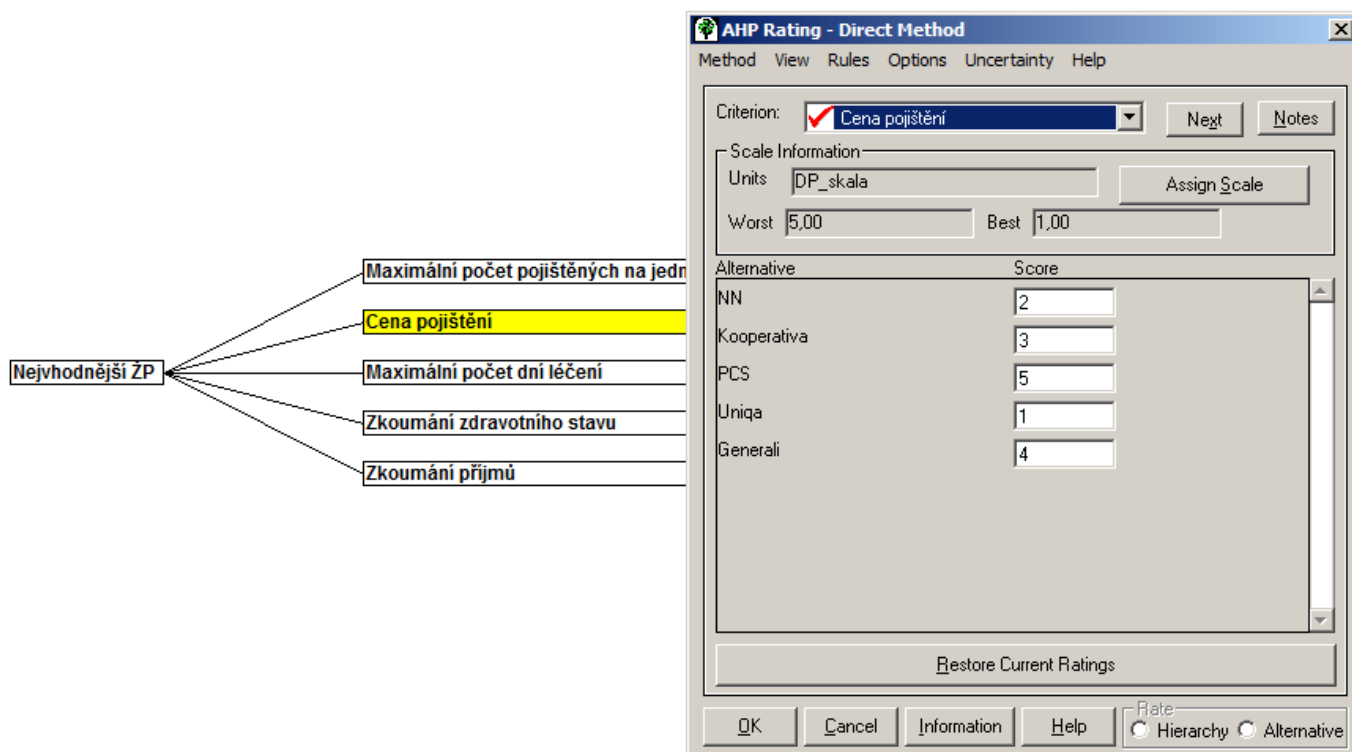 AHP Rating - Direct Method
Method View Rules Options Uncertainty Help
Criterion: Cena pojištění Next Notes
Scale Information
Units DP_skala Assign Scale
Worst 5,00 Best 1,00
Alternative Score
NN 2
Kooperativa 3
PCS 5
Uniqa 1
Generali 4
Restore Current Ratings
OK Cancel Information Help Rate Hierarchy Alternative
Nejvhodnější ŽP
Maximální počet pojištěných na jedn
Cena pojištění
Maximální počet dní léčení
Zkoumání zdravotního stavu
Zkoumání příjmů